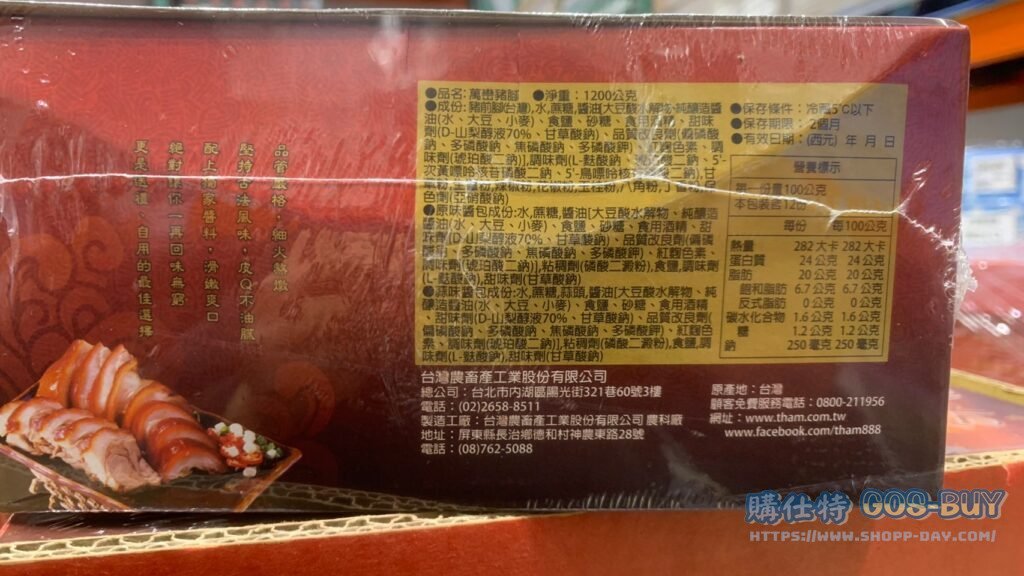 品管嚴格，細火熬燉
堅持古法風味，皮Q不油膩
配上獨家醬料，滑嫩爽口
絕對讓你一再回味無窮
更是送禮、自用的最佳選擇
●品名:萬巒豬腳 ●淨重：1200公克
●成份:豬前腳(台灣),水,蔗糖,醬油[大豆酸水解物、純釀造醬
油(水、大豆、小麥)、食鹽、砂糖、食用酒精、甜味
劑(D-山梨醇液70%、甘草酸鈉)、品質改良劑(偏磷酸
鈉、多磷酸鈉、焦磷酸鈉、多磷酸鉀)、紅麴色素、調
味劑(琥珀酸二鈉)],調味劑(L-麩酸鈉、
●原味醬包成份:水,蔗糖,醬油[大豆酸水解物、純釀造
醬油(水、大豆、小麥)、食鹽、砂糖、食用酒精、甜
味劑(D-山梨醇液70%、甘草酸鈉)、品質改良劑(偏磷
酸鈉、多磷酸鈉、焦磷酸鈉、多磷酸鉀)、紅麴色素、
調味劑(琥珀酸二鈉)],粘稠劑(磷酸二澱粉),食鹽,調味劑
甜味劑(甘草酸鈉)
●蒜味醬包成份:水,蔗糖,蒜頭,醬油[大豆酸水解物、純
釀造醬油(水、大豆、小麥)、食鹽、砂糖、食用酒精
、甜味劑(D-山梨醇液70%、甘草酸鈉)、品質改良劑(
偏磷酸鈉、多磷酸鈉、焦磷酸鈉、多磷酸鉀)、紅麴色
素、調味劑(琥珀酸二鈉)],粘稠劑(磷酸二澱粉),食鹽,調
味劑(L-麩酸鈉),甜味劑(甘草酸鈉)
●保存條件：冷藏5℃以下
●保存期限：2個月
●有效日期：(西元) 年 月 日
營養標示
每一份量100公克
本包裝含12份
每份 每100公克
熱量 282大卡 282大卡
蛋白質 24公克 24公克
脂肪 20公克 20公克
飽和脂肪 6.7公克 6.7公克
反式脂肪 0公克 0公克
碳水化合物 1.6公克 1.6公克
糖 1.2公克 1.2公克
鈉 250毫克 250毫克
台灣農畜產工業股份有限公司
總公司：台北市內湖區陽光街321巷60號3樓
電話：(02)2658-8511
製造工廠：台灣農畜產工業股份有限公司 農科廠
地址：屏東縣長治鄉德和村神農東路28號
電話：(08)762-5088
原產地：台灣
顧客免費服務電話：0800-211956
網址：www.tham.com.tw
www.facebook.com/tham888
購仕特 GOS-BUY
HTTPS://WWW.SHOPP-DAY.COM/